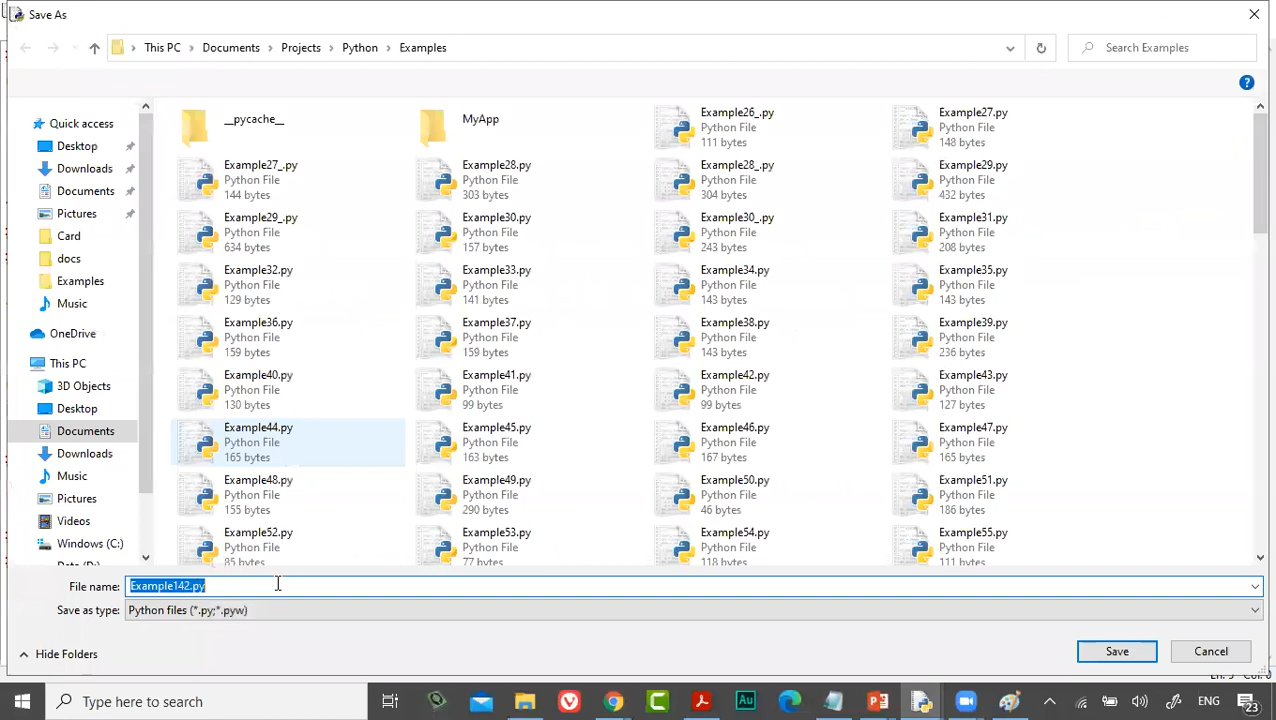 Save As
This PC > Documents > Projects > Python > Examples
Search Examples
Quick access
Desktop
Downloads
Documents
Pictures
Card
docs
Examples
Music
OneDrive
This PC
3D Objects
Desktop
Documents
Downloads
Music
Pictures
Videos
Windows (C:)
__pycache__
MyApp
Example26_.py
Python File
111 bytes
Example27.py
Python File
148 bytes
Example27_.py
Python File
144 bytes
Example28.py
Python File
303 bytes
Example28_.py
Python File
304 bytes
Example29.py
Python File
432 bytes
Example29_.py
Python File
634 bytes
Example30.py
Python File
157 bytes
Example30_.py
Python File
243 bytes
Example31.py
Python File
208 bytes
Example32.py
Python File
129 bytes
Example33.py
Python File
141 bytes
Example34.py
Python File
143 bytes
Example35.py
Python File
143 bytes
Example36.py
Python File
159 bytes
Example37.py
Python File
159 bytes
Example38.py
Python File
143 bytes
Example39.py
Python File
236 bytes
Example40.py
Python File
130 bytes
Example41.py
Python File
99 bytes
Example42.py
Python File
99 bytes
Example43.py
Python File
127 bytes
Example44.py
Python File
165 bytes
Example45.py
Python File
163 bytes
Example46.py
Python File
167 bytes
Example47.py
Python File
165 bytes
Example48.py
Python File
155 bytes
Example49.py
Python File
290 bytes
Example50.py
Python File
46 bytes
Example51.py
Python File
186 bytes
Example52.py
Python File
Example53.py
Python File
Example54.py
Python File
118 bytes
Example55.py
Python File
111 bytes
File name: Example142.py
Save as type: Python files (*.py;*.pyw)
Hide Folders
Save
Cancel
Type here to search
ENG
23